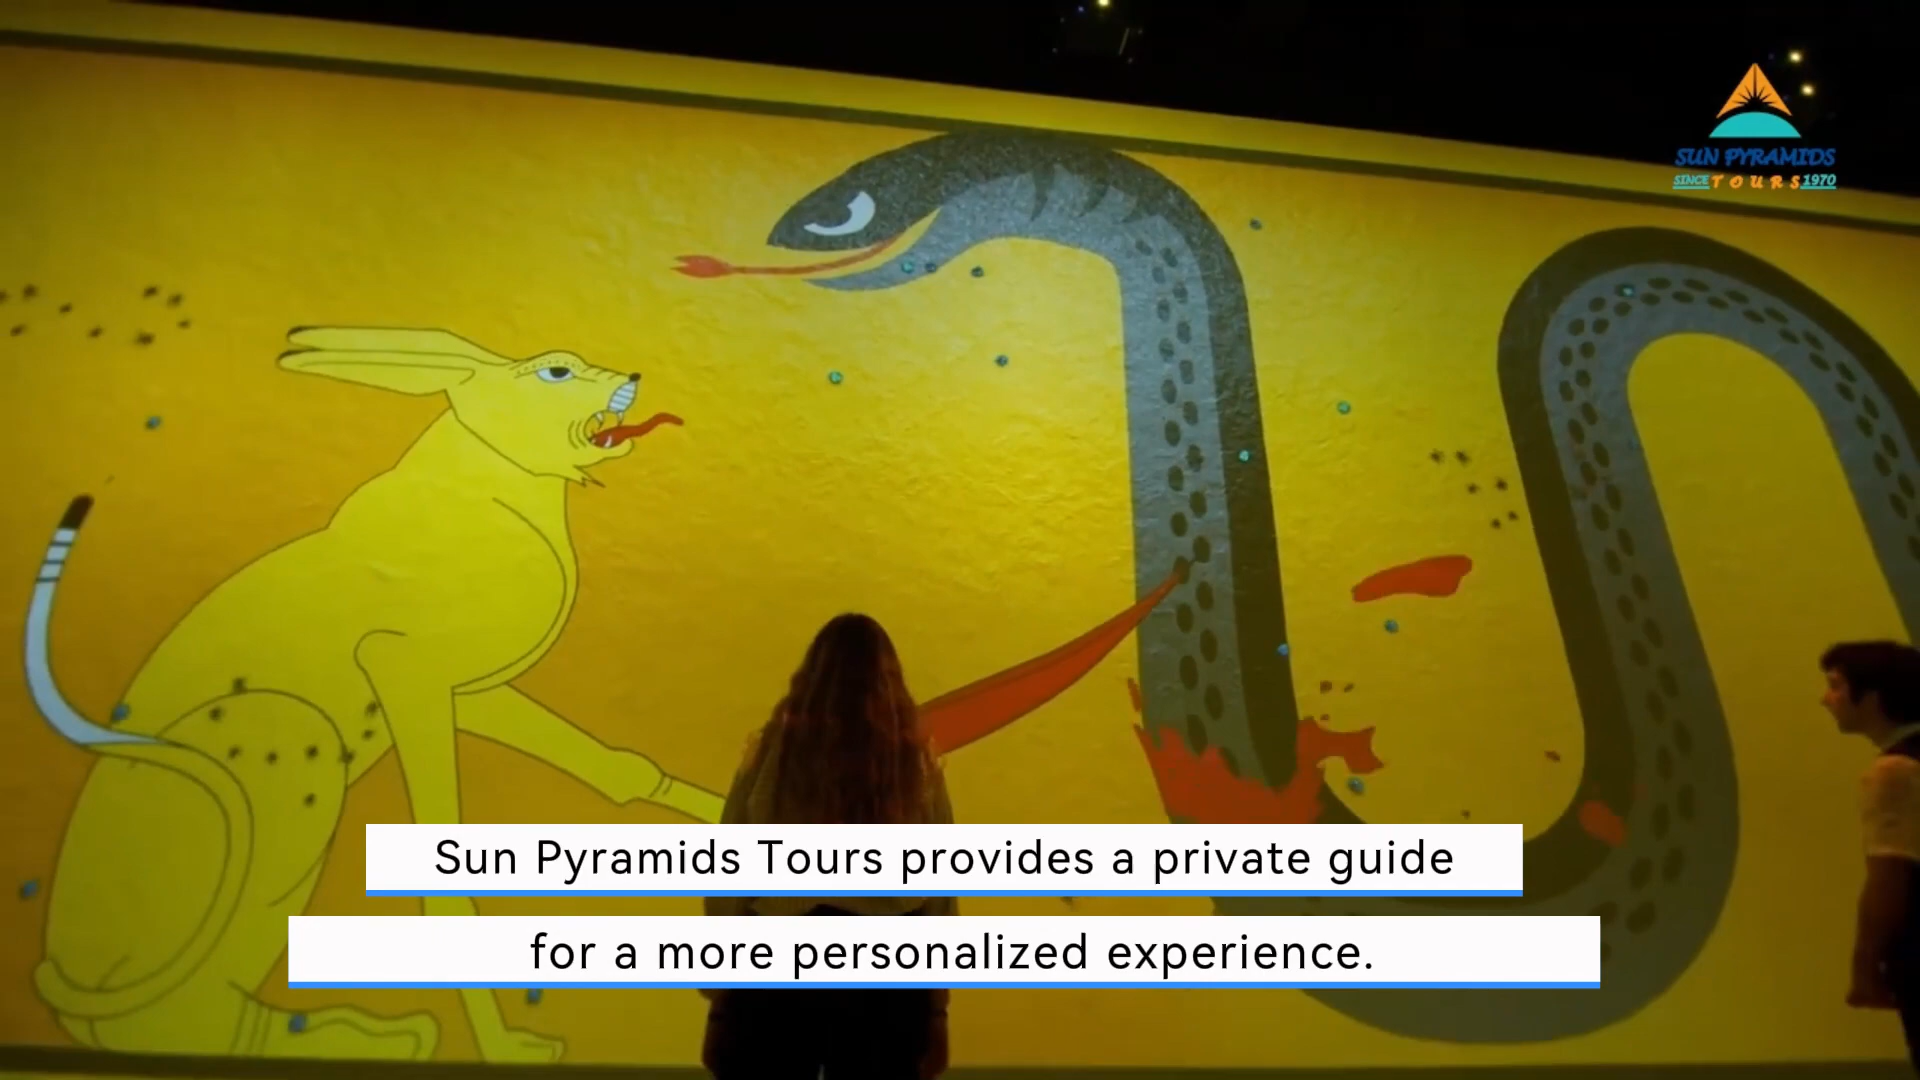 SUN PYRAMIDS
SINCE TOURS 1970
Sun Pyramids Tours provides a private guide
for a more personalized experience.